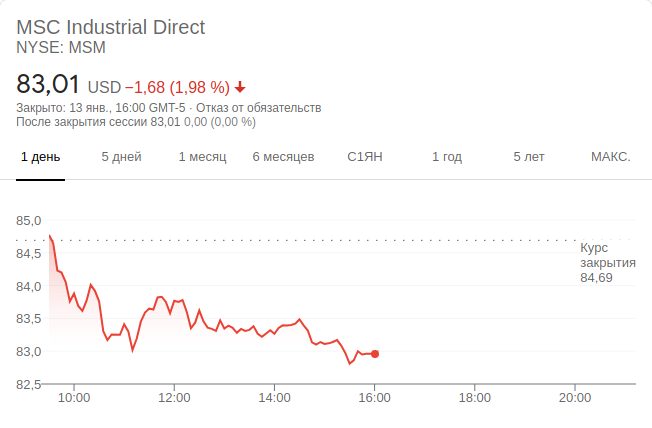 MSC Industrial Direct
NYSE: MSM
83,01 USD −1,68 (1,98 %)
Закрыто: 13 янв., 16:00 GMT-5 · Отказ от обязательств
После закрытия сессии 83,01 0,00 (0,00 %)
1 день 5 дней 1 месяц 6 месяцев С1ЯН 1 год 5 лет МАКС.
85,0
Курс
закрытия
84,69
84,5
84,0
83,5
83,0
82,5
10:00 12:00 14:00 16:00 18:00 20:00